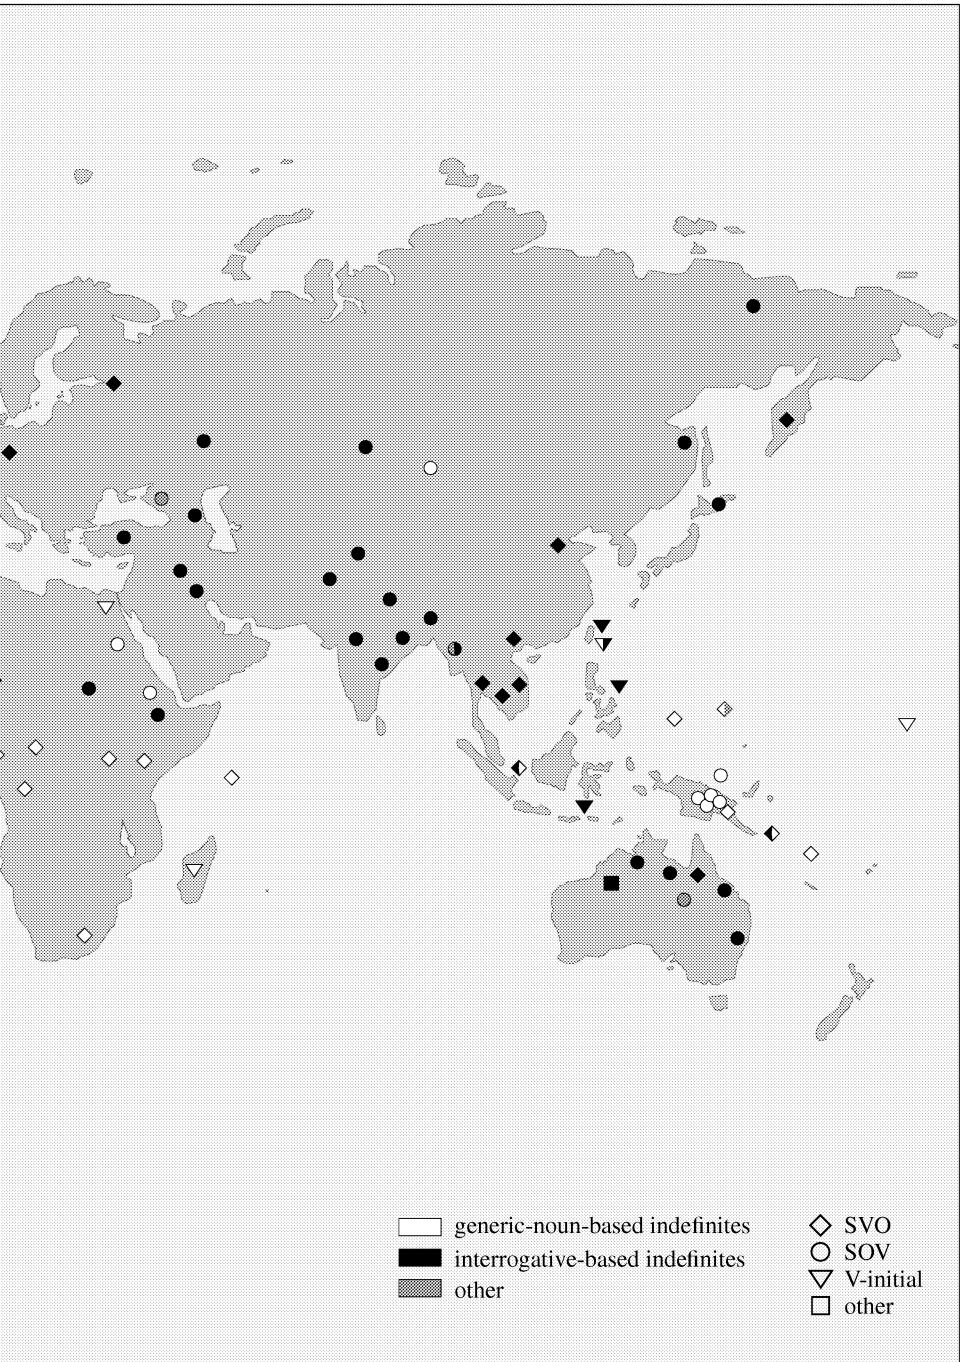 generic-noun-based indefinites
interrogative-based indefinites
other
SVO
SOV
V-initial
other